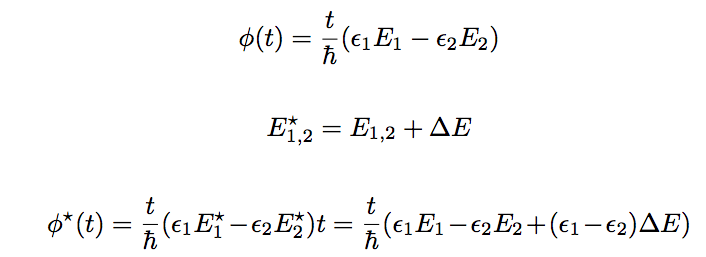 ϕ(t) = t/ħ (ϵ₁E₁ − ϵ₂E₂)
E⋆₁,₂ = E₁,₂ + ΔE
ϕ⋆(t) = t/ħ (ϵ₁E⋆₁ − ϵ₂E⋆₂)t = t/ħ (ϵ₁E₁ − ϵ₂E₂ + (ϵ₁ − ϵ₂)ΔE)